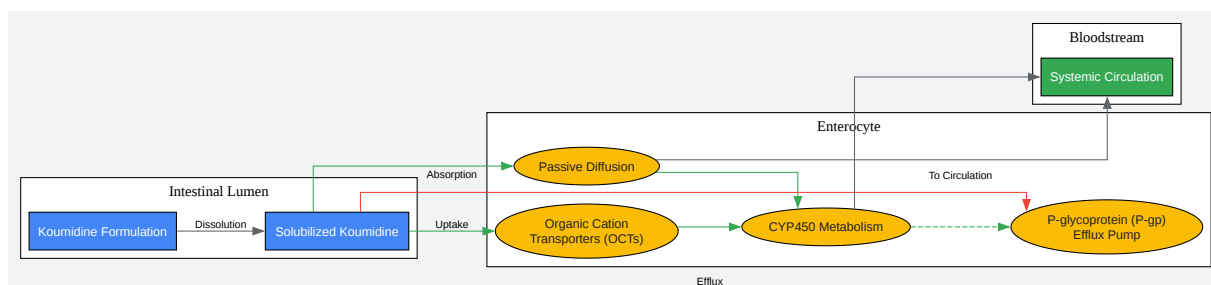 Bloodstream
Systemic Circulation
Enterocyte
Passive Diffusion
Absorption
To Circulation
Intestinal Lumen
Koumidine Formulation
Dissolution
Solubilized Koumidine
Uptake
Organic Cation
Transporters (OCTs)
CYP450 Metabolism
P-glycoprotein (P-gp)
Efflux Pump
Efflux